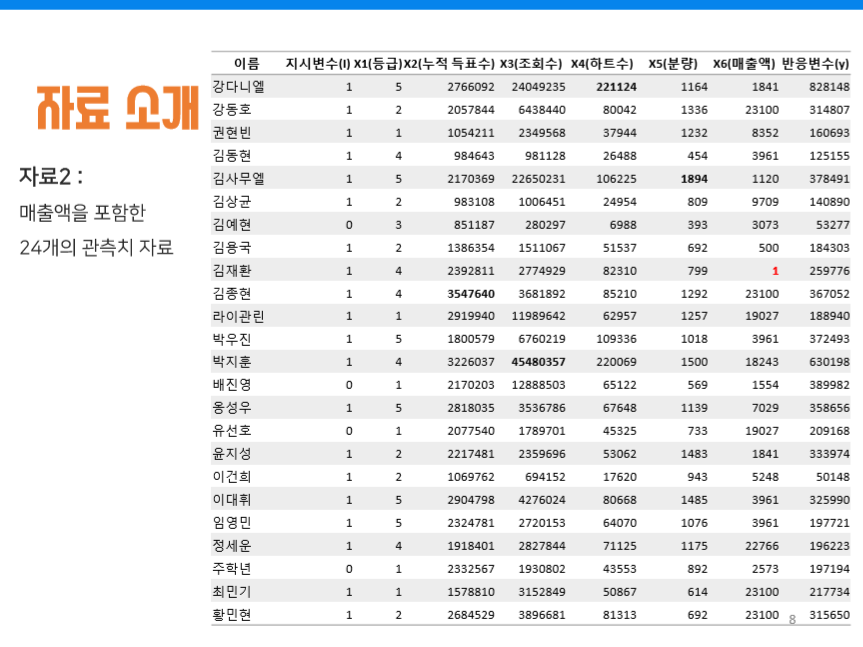 자료 소개
자료2 :
매출액을 포함한
24개의 관측치 자료
이름 지시변수(I) X1(등급) X2(누적 득표수) X3(조회수) X4(하트수) X5(분량) X6(매출액) 반응변수(y)
강다니엘 1 5 2766092 24049235 221124 1164 1841 828148
강동호 1 2 2057844 6438440 80042 1336 23100 314807
권현빈 1 1 1054211 2349568 37944 1232 8352 160693
김동현 1 4 984643 981128 26488 454 3961 125155
김사무엘 1 5 2170369 22650231 106225 1894 1120 378491
김상균 1 2 983108 1006451 24954 809 9709 140890
김예현 0 3 851187 280297 6988 393 3073 53277
김용국 1 2 1386354 1511067 51537 692 500 184303
김재환 1 4 2392811 2774929 82310 799 1 259776
김종현 1 4 3547640 3681892 85210 1292 23100 367052
라이관린 1 1 2919940 11989642 62957 1257 19027 188940
박우진 1 5 1800579 6760219 109336 1018 3961 372493
박지훈 1 4 3226037 45480357 220069 1500 18243 630198
배진영 0 1 2170203 12888503 65122 569 1554 389982
옹성우 1 5 2818035 3536786 67648 1139 7029 358656
유선호 0 1 2077540 1789701 45325 733 19027 209168
윤지성 1 2 2217481 2359696 53062 1483 1841 333974
이건희 1 2 1069762 694152 17620 943 5248 50148
이대휘 1 5 2904798 4276024 80668 1485 3961 325990
임영민 1 5 2324781 2720153 64070 1076 3961 197721
정세운 1 4 1918401 2827844 71125 1175 22766 196223
주학년 0 1 2332567 1930802 43553 892 2573 197194
최민기 1 1 1578810 3152849 50867 614 23100 217734
황민현 1 2 2684529 3896681 81313 692 23100 315650
8